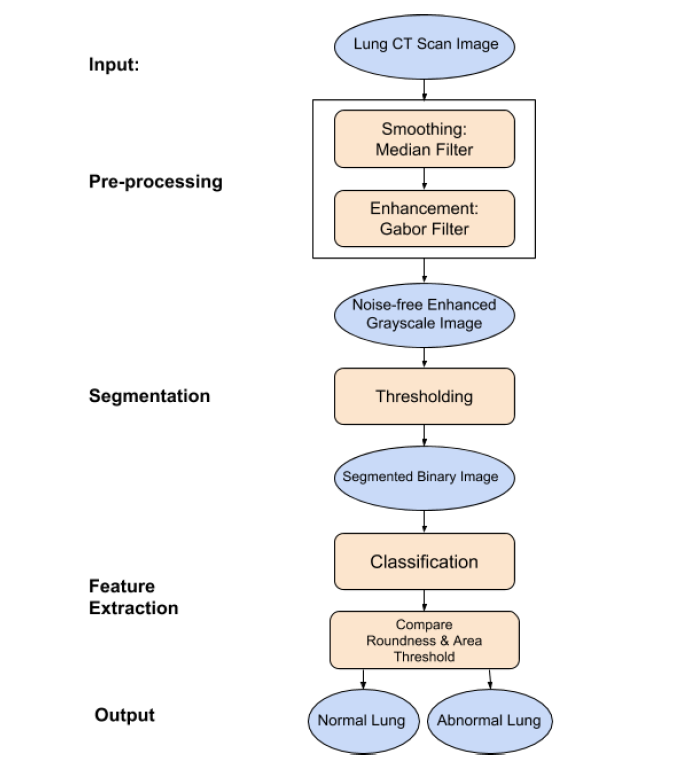 Input:
Lung CT Scan Image
Pre-processing
Smoothing:
Median Filter
Enhancement:
Gabor Filter
Noise-free Enhanced
Grayscale Image
Segmentation
Thresholding
Segmented Binary Image
Feature
Extraction
Classification
Compare
Roundness & Area
Threshold
Output
Normal Lung
Abnormal Lung